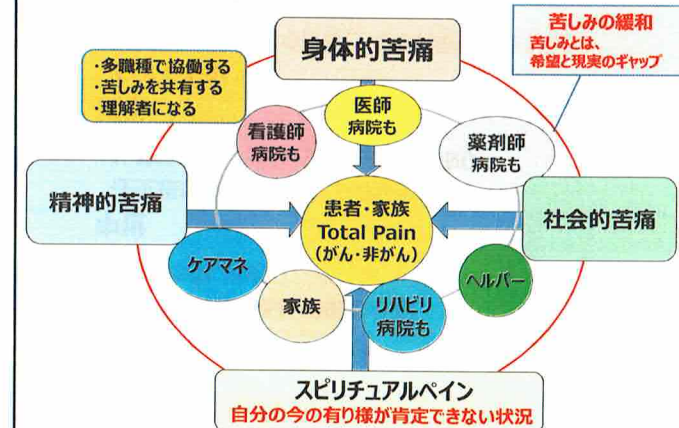 身体的苦痛
苦しみの緩和
苦しみとは、
希望と現実のギャップ
・多職種で協働する
・苦しみを共有する
・理解者になる
医師
病院も
看護師
病院も
薬剤師
病院も
精神的苦痛
患者・家族
Total Pain
(がん・非がん)
社会的苦痛
ケアマネ
家族
リハビリ
病院も
ヘルパー
スピリチュアルペイン
自分の今の有り様が肯定できない状況